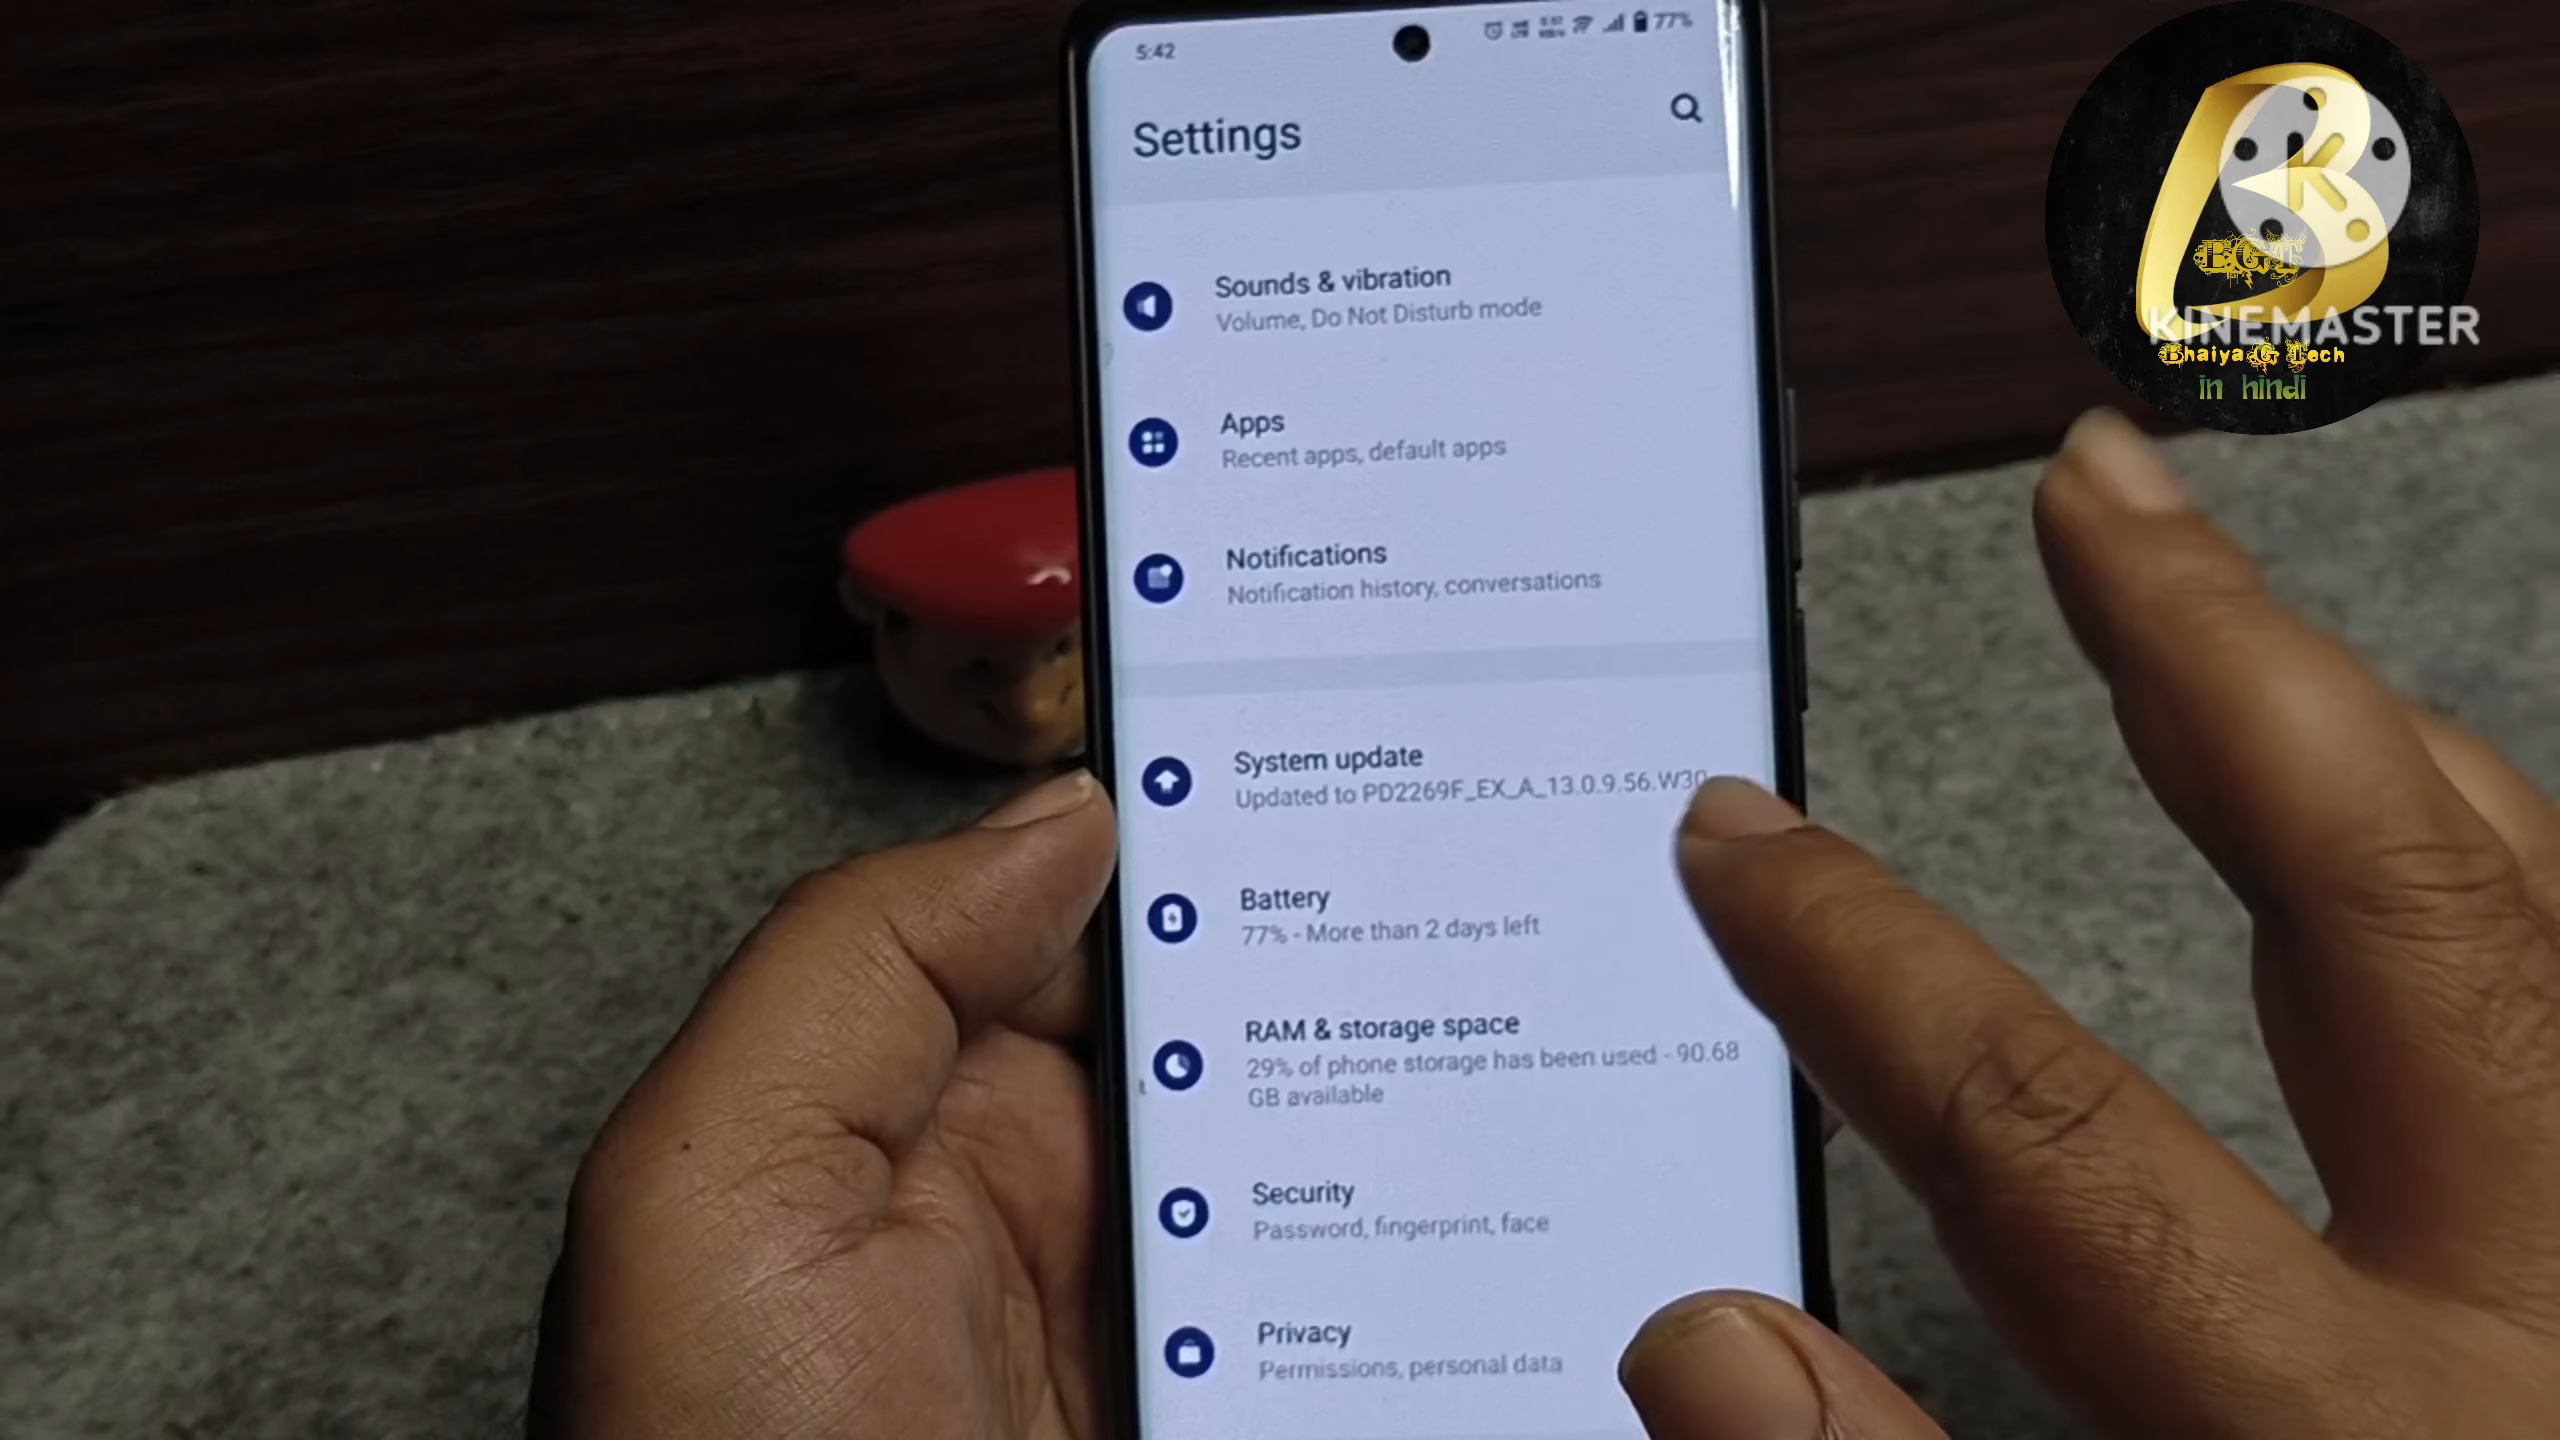 5:42
77%
Settings
Sounds & vibration
Volume, Do Not Disturb mode
Apps
Recent apps, default apps
Notifications
Notification history, conversations
System update
Updated to PD2269F_EX_A_13.0.9.56.W30
Battery
77% - More than 2 days left
RAM & storage space
29% of phone storage has been used - 90.68
GB available
Security
Password, fingerprint, face
Privacy
Permissions, personal data
B
K
BGT
KINEMASTER
Bhaiya G Tech
in hindi